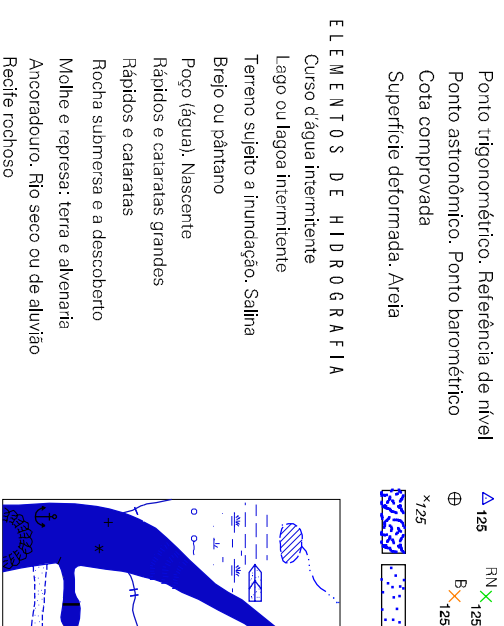 Ponto trigonométrico. Referência de nível
Ponto astronômico. Ponto barométrico
Cota comprovada
Superfície deformada. Areia
ELEMENTOS DE HIDROGRAFIA
Curso d'água intermitente
Lago ou lagoa intermitente
Terreno sujeito a inundação. Salina
Brejo ou pântano
Poço (água). Nascente
Rápidos e cataratas grandes
Rápidos e cataratas
Rocha submersa e a descoberto
Molhe e represa: terra e alvenaria
Ancoradouro. Rio seco ou de aluvião
Recife rochoso
125 RN 125
B 125
125